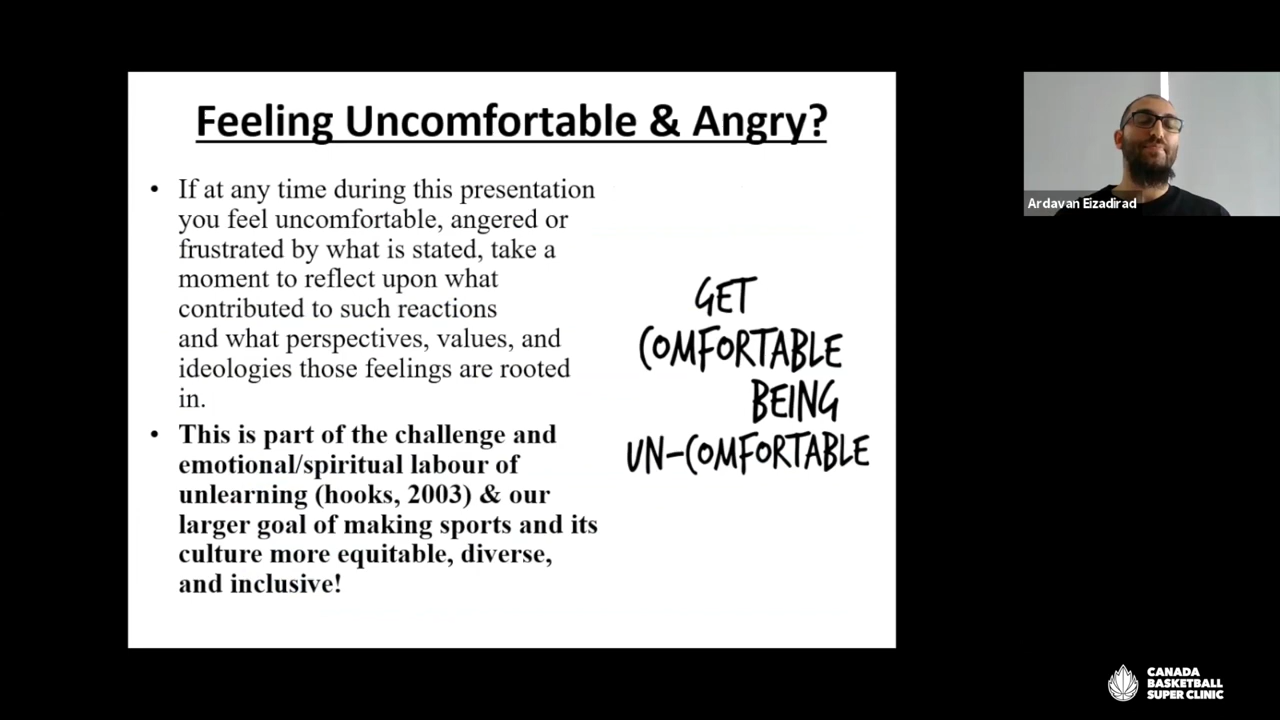 Feeling Uncomfortable & Angry?
• If at any time during this presentation
you feel uncomfortable, angered or
frustrated by what is stated, take a
moment to reflect upon what
contributed to such reactions
and what perspectives, values, and
ideologies those feelings are rooted
in.
• This is part of the challenge and
emotional/spiritual labour of
unlearning (hooks, 2003) & our
larger goal of making sports and its
culture more equitable, diverse,
and inclusive!
GET
COMFORTABLE
BEING
UN-COMFORTABLE
Ardavan Eizadirad
CANADA
BASKETBALL
SUPER CLINIC